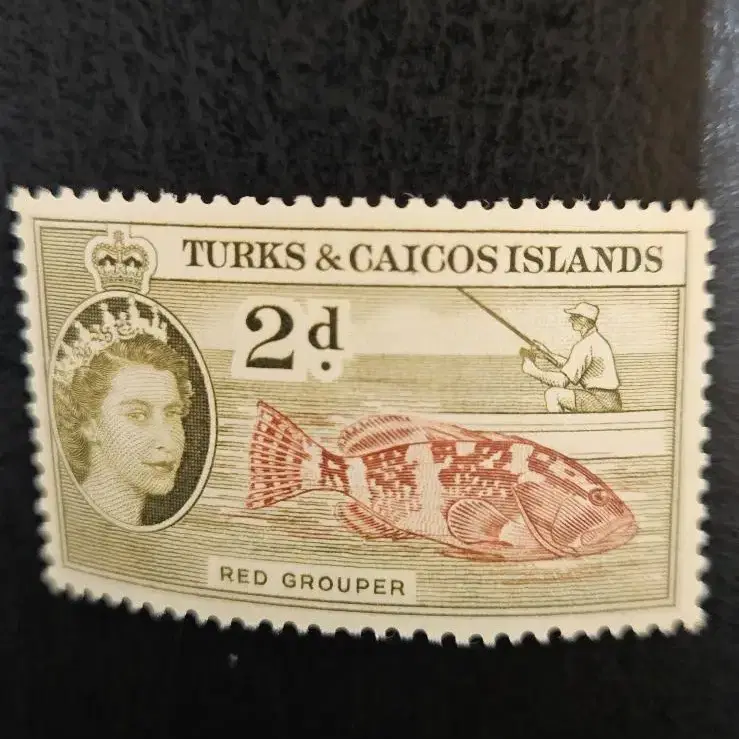 TURKS & CAICOS ISLANDS
2d.
RED GROUPER